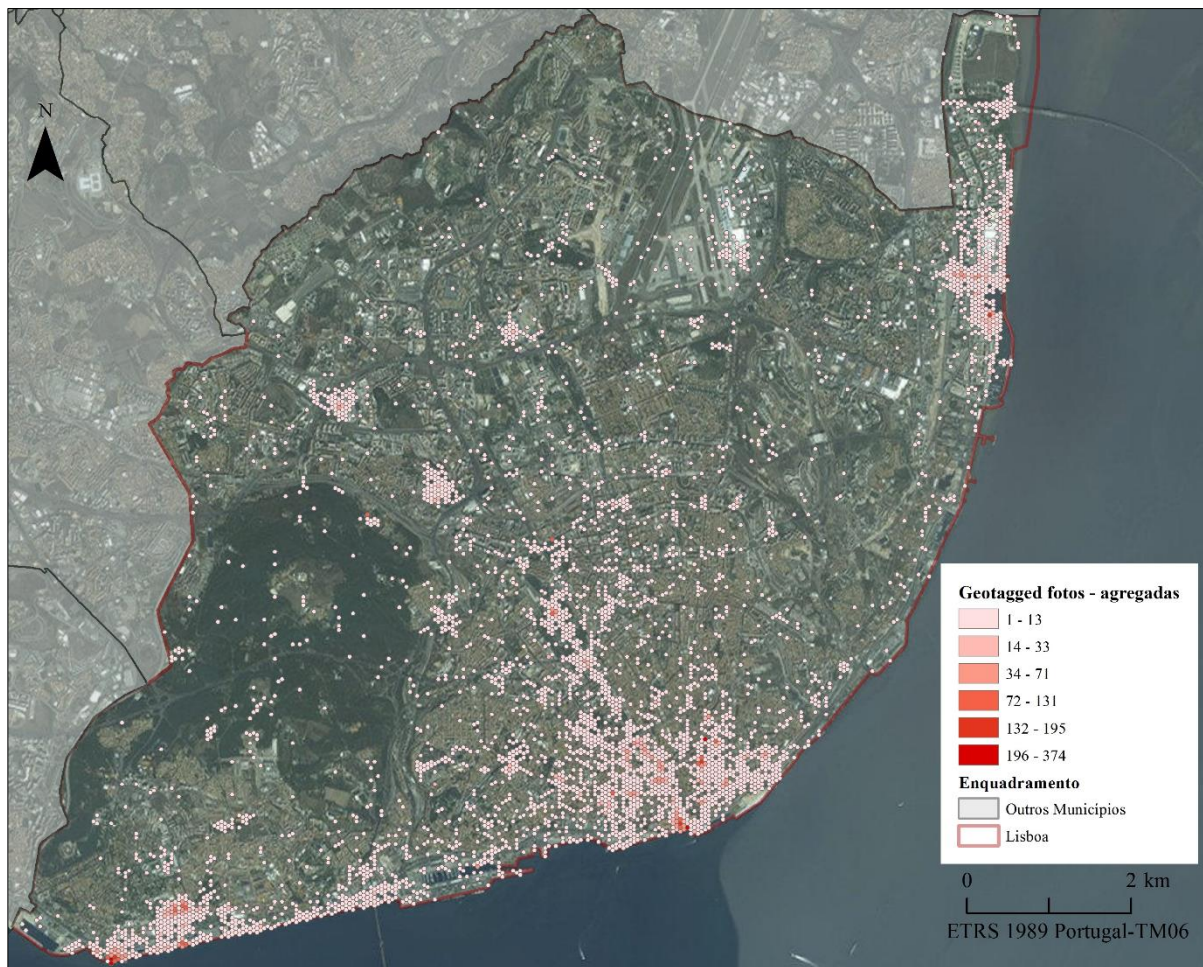 N
Geotagged fotos - agregadas
1 - 13
14 - 33
34 - 71
72 - 131
132 - 195
196 - 374
Enquadramento
Outros Municípios
Lisboa
0 2 km
ETRS 1989 Portugal-TM06